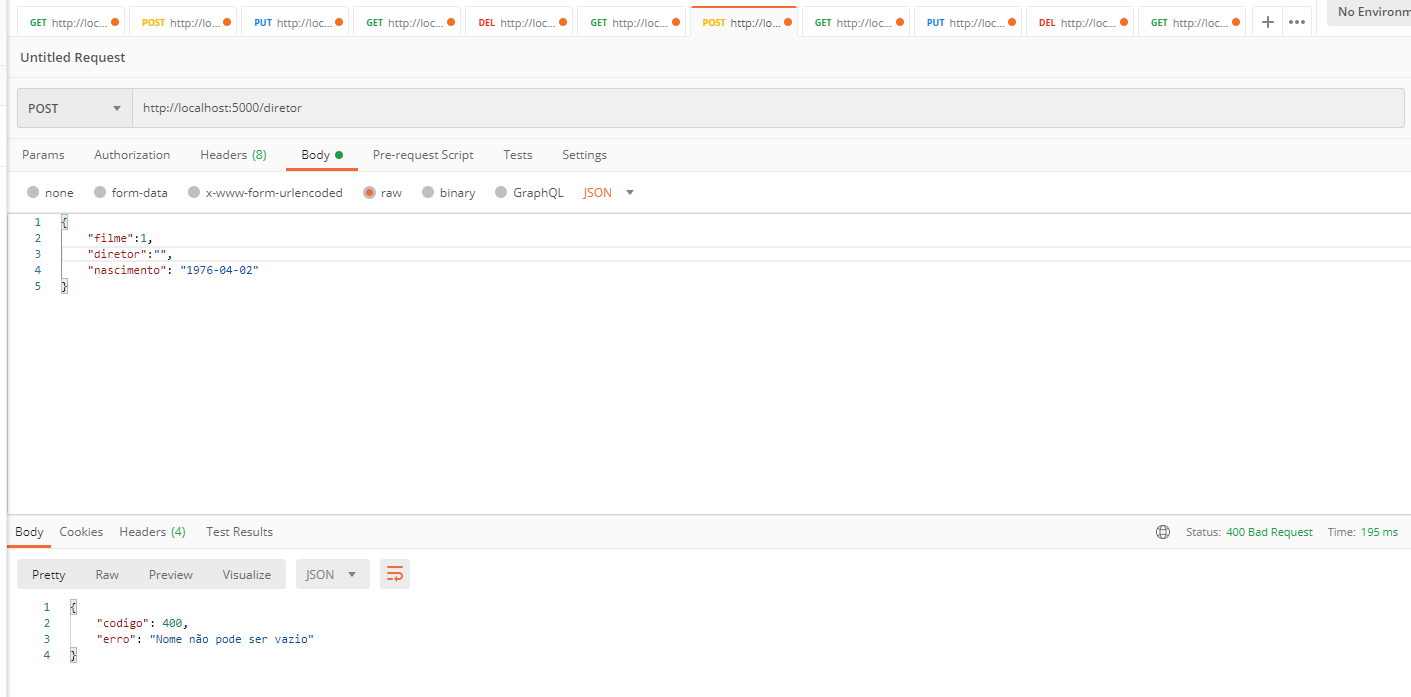 GET http://loc... POST http://lo... PUT http://loc... GET http://loc... DEL http://loc... GET http://loc... POST http://lo... GET http://loc... PUT http://loc... DEL http://loc... GET http://loc... + ••• No Environm
Untitled Request
POST http://localhost:5000/diretor
Params Authorization Headers (8) Body Pre-request Script Tests Settings
none form-data x-www-form-urlencoded raw binary GraphQL JSON
1 {
2 "filme":1,
3 "diretor":"",
4 "nascimento": "1976-04-02"
5 }
Body Cookies Headers (4) Test Results Status: 400 Bad Request Time: 195 ms
Pretty Raw Preview Visualize JSON
1 {
2 "codigo": 400,
3 "erro": "Nome não pode ser vazio"
4 }